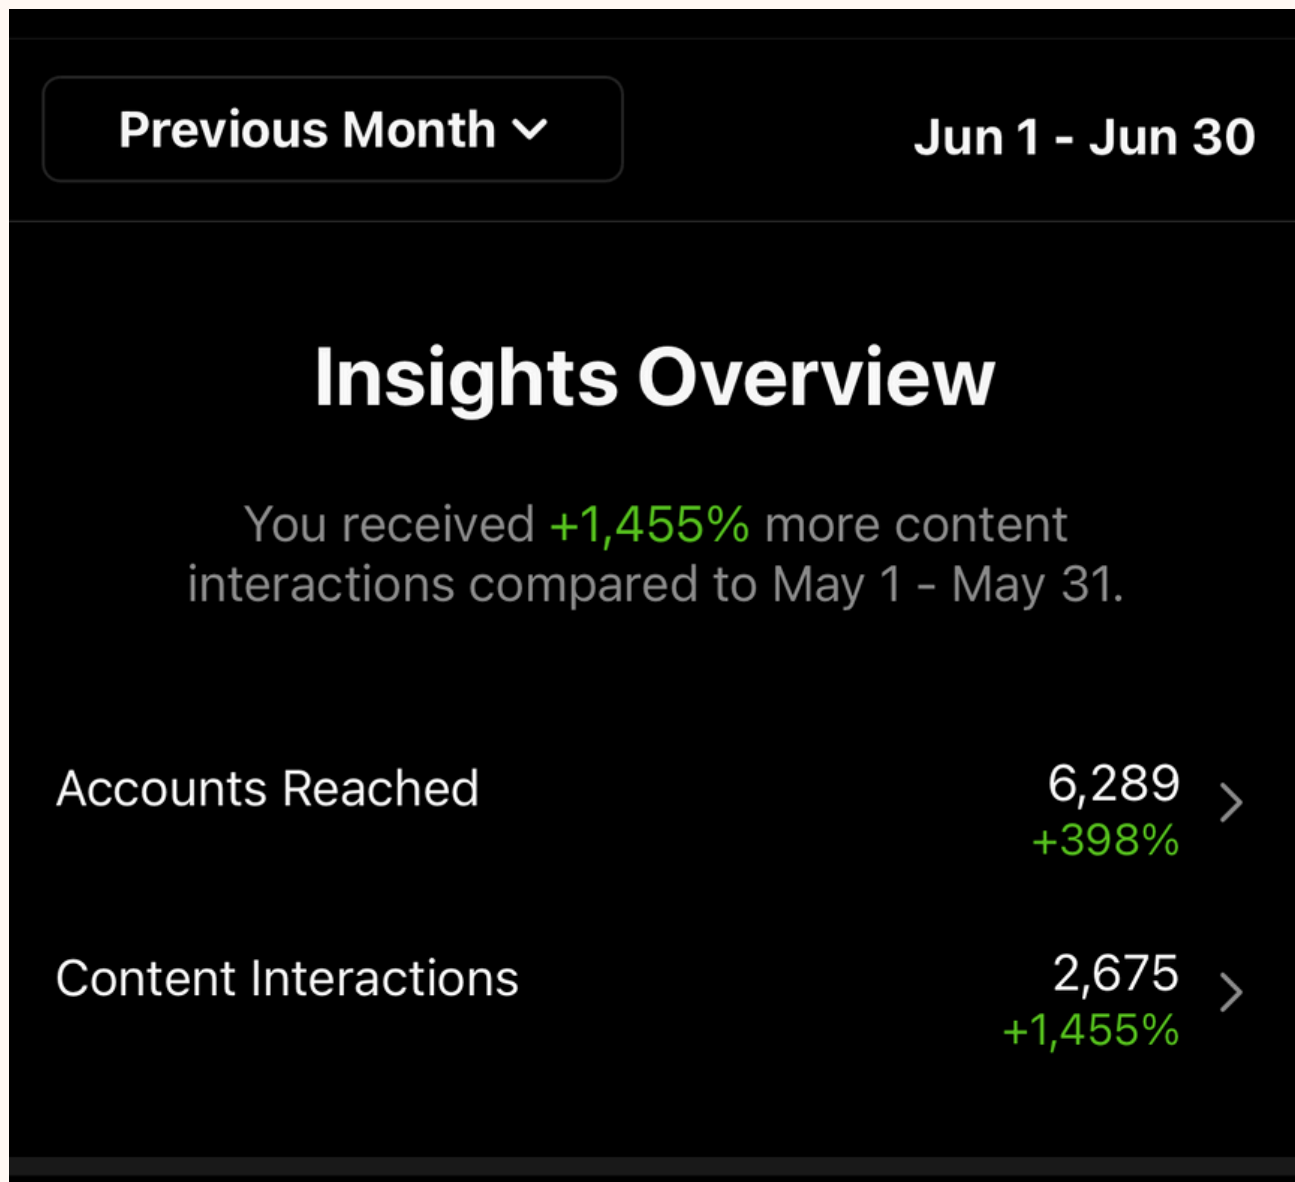 Previous Month
Jun 1 - Jun 30
Insights Overview
You received +1,455% more content
interactions compared to May 1 - May 31.
Accounts Reached
6,289
+398%
Content Interactions
2,675
+1,455%